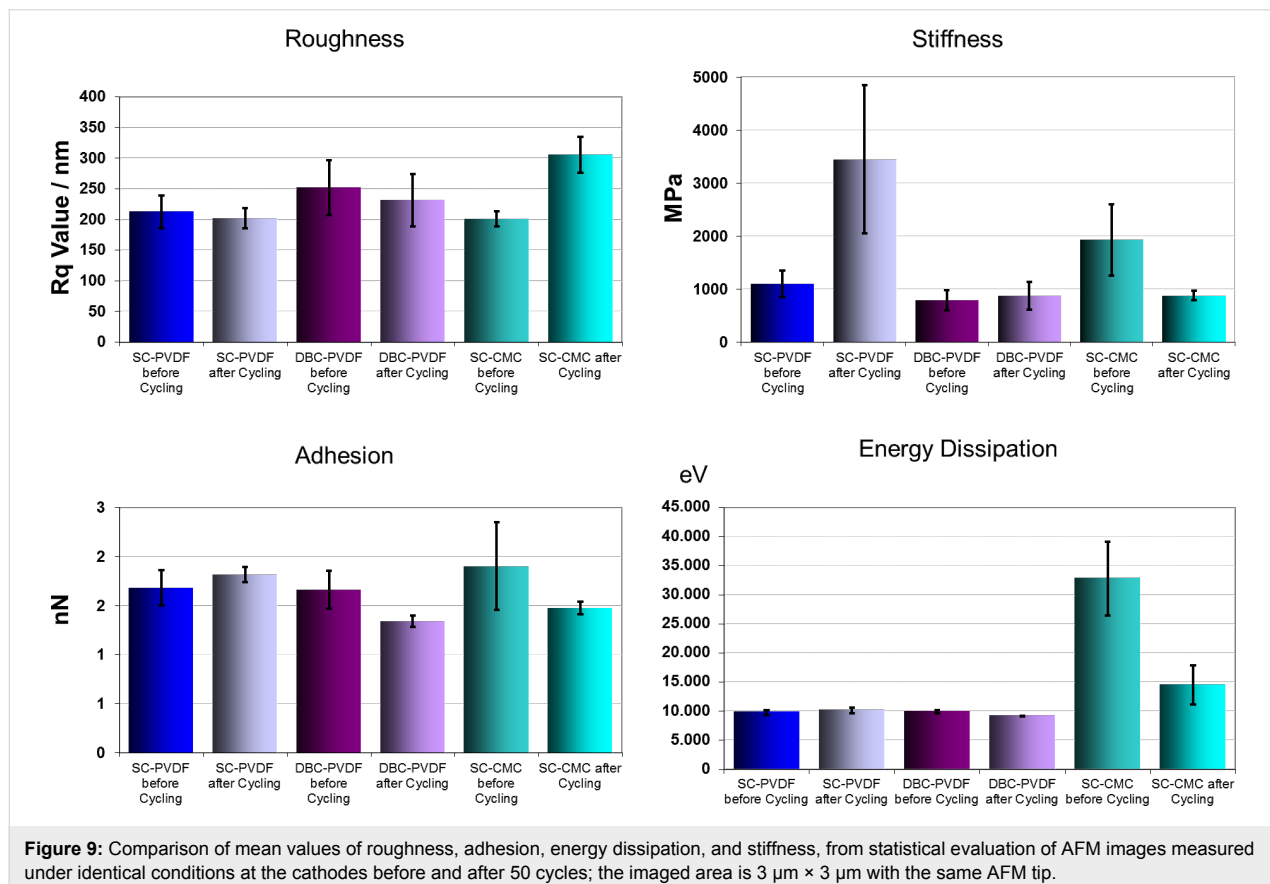 Roughness
Rq Value / nm
400
350
300
250
200
150
100
50
0
SC-PVDF before Cycling
SC-PVDF after Cycling
DBC-PVDF before Cycling
DBC-PVDF after Cycling
SC-CMC before Cycling
SC-CMC after Cycling
Stiffness
MPa
5000
4000
3000
2000
1000
0
SC-PVDF before Cycling
SC-PVDF after Cycling
DBC-PVDF before Cycling
DBC-PVDF after Cycling
SC-CMC before Cycling
SC-CMC after Cycling
Adhesion
nN
3
2
2
1
1
0
SC-PVDF before Cycling
SC-PVDF after Cycling
DBC-PVDF before Cycling
DBC-PVDF after Cycling
SC-CMC before Cycling
SC-CMC after Cycling
Energy Dissipation
eV
45.000
40.000
35.000
30.000
25.000
20.000
15.000
10.000
5.000
0
SC-PVDF before Cycling
SC-PVDF after Cycling
DBC-PVDF before Cycling
DBC-PVDF after Cycling
SC-CMC before Cycling
SC-CMC after Cycling
Figure 9: Comparison of mean values of roughness, adhesion, energy dissipation, and stiffness, from statistical evaluation of AFM images measured
under identical conditions at the cathodes before and after 50 cycles; the imaged area is 3 µm × 3 µm with the same AFM tip.